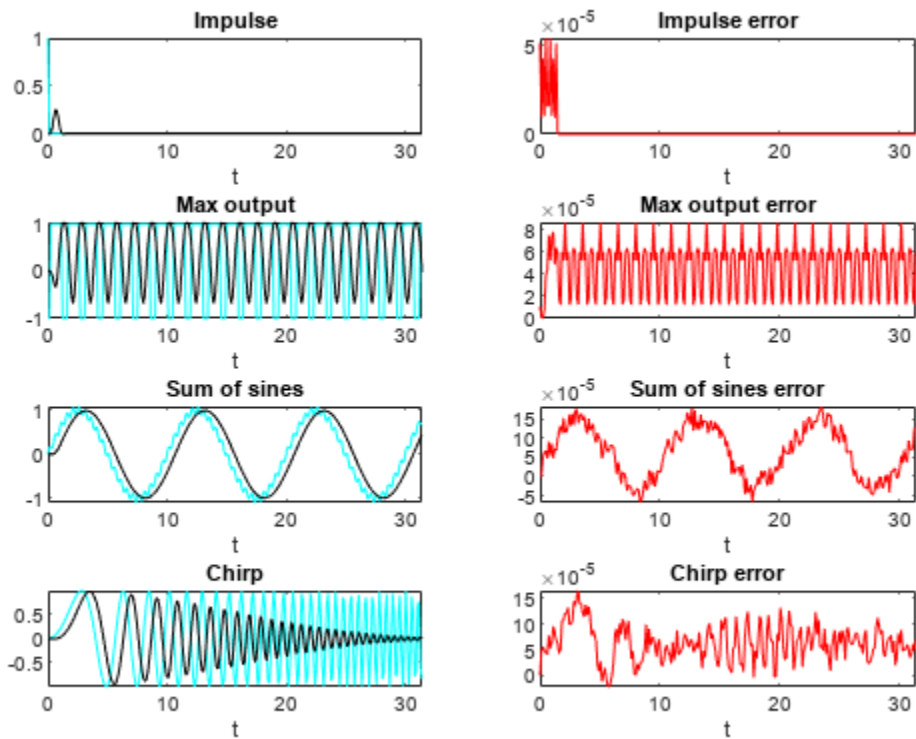 Impulse
1
0.5
0
0 10 20 30
t
Impulse error
×10^-5
5
0
0 10 20 30
t
Max output
1
0
-1
0 10 20 30
t
Max output error
×10^-5
8
6
4
2
0
0 10 20 30
t
Sum of sines
1
0
-1
0 10 20 30
t
Sum of sines error
×10^-5
15
10
5
0
-5
0 10 20 30
t
Chirp
0.5
0
-0.5
0 10 20 30
t
Chirp error
×10^-5
15
10
5
0
0 10 20 30
t